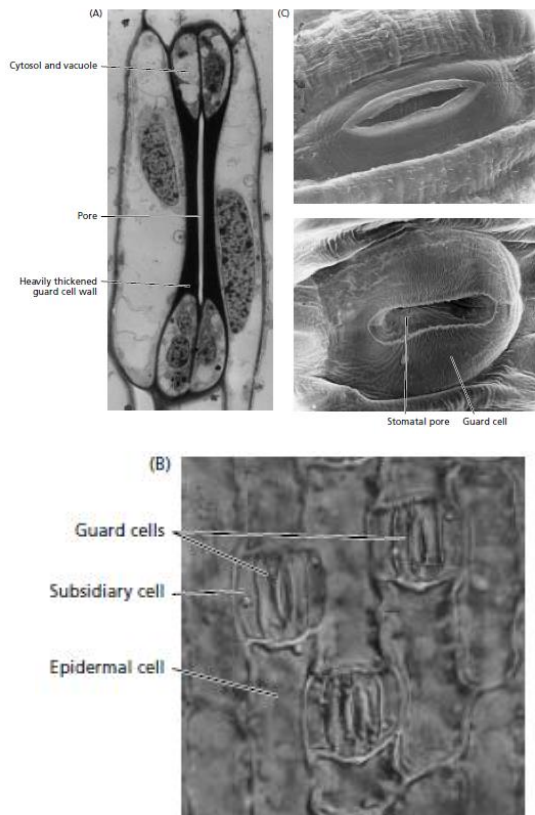 (A)
Cytosol and vacuole
Pore
Heavily thickened
guard cell wall
(C)
Stomatal pore
Guard cell
(B)
Guard cells
Subsidiary cell
Epidermal cell